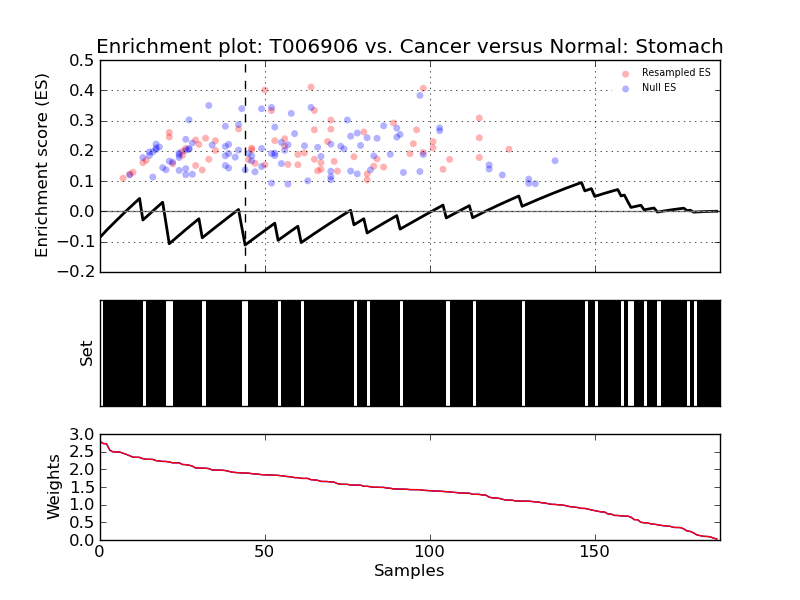 Enrichment plot: T006906 vs. Cancer versus Normal: Stomach
Enrichment score (ES)
0.5
0.4
0.3
0.2
0.1
0.0
−0.1
−0.2
Resampled ES
Null ES
Set
Weights
3.0
2.5
2.0
1.5
1.0
0.5
0.0
0
50
100
150
Samples